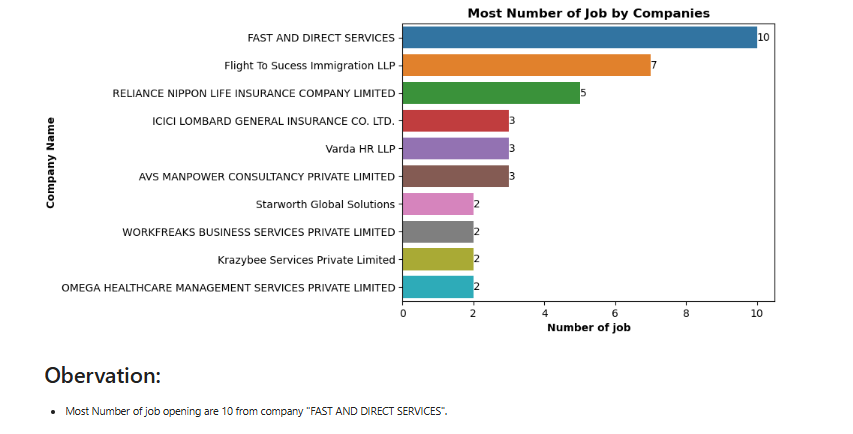 Most Number of Job by Companies
FAST AND DIRECT SERVICES 10
Flight To Sucess Immigration LLP 7
RELIANCE NIPPON LIFE INSURANCE COMPANY LIMITED 5
ICICI LOMBARD GENERAL INSURANCE CO. LTD. 3
Varda HR LLP 3
AVS MANPOWER CONSULTANCY PRIVATE LIMITED 3
Starworth Global Solutions 2
WORKFREAKS BUSINESS SERVICES PRIVATE LIMITED 2
Krazybee Services Private Limited 2
OMEGA HEALTHCARE MANAGEMENT SERVICES PRIVATE LIMITED 2
Company Name
0 2 4 6 8 10
Number of job
Obervation:
• Most Number of job opening are 10 from company "FAST AND DIRECT SERVICES".